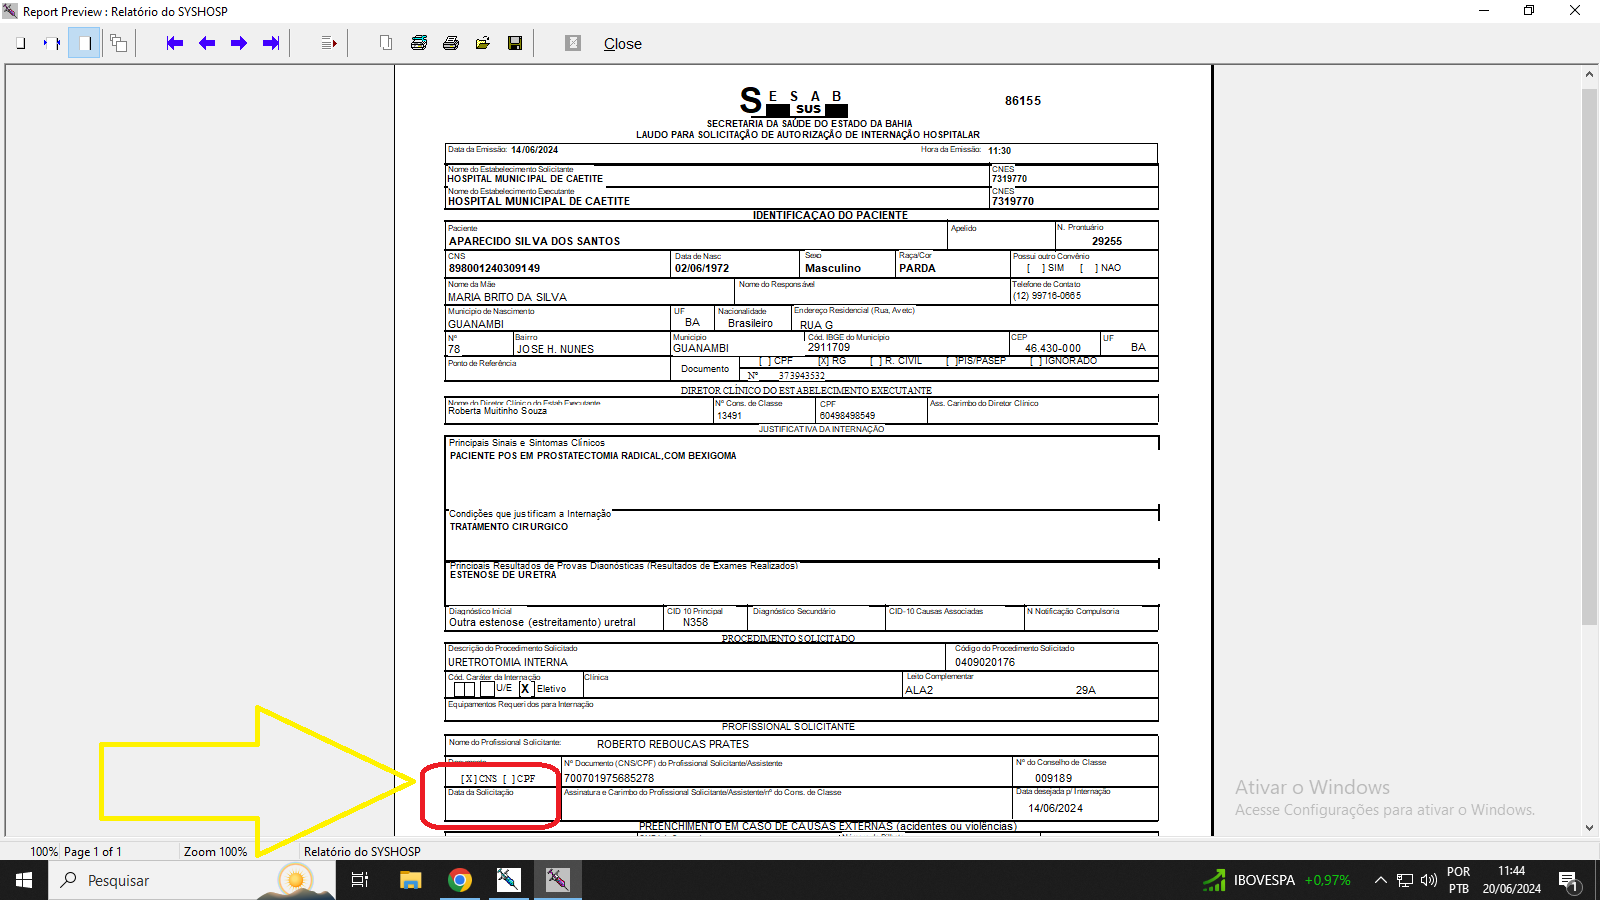 Report Preview : Relatório do SYSHOSP
Close
S E S A B
SUS
86155
SECRETARIA DA SAÚDE DO ESTADO DA BAHIA
LAUDO PARA SOLICITAÇÃO DE AUTORIZAÇÃO DE INTERNAÇÃO HOSPITALAR
Data da Emissão: 14/06/2024 Hora da Emissão: 11:30
Nome do Estabelecimento Solicitante CNES
HOSPITAL MUNICIPAL DE CAETITE 7319770
Nome do Estabelecimento Executante CNES
HOSPITAL MUNICIPAL DE CAETITE 7319770
IDENTIFICAÇAO DO PACIENTE
Paciente Apelido N. Prontuário
APARECIDO SILVA DOS SANTOS 29255
CNS Data de Nasc Sexo Raça/Cor Possui outro Convênio
898001240309149 02/06/1972 Masculino PARDA [ ] SIM [ ] NAO
Nome da Mãe Nome do Responsável Telefone de Contato
MARIA BRITO DA SILVA (12) 99716-0665
Município de Nascimento UF Nacionalidade Endereço Residencial (Rua, Av etc)
GUANAMBI BA Brasileiro RUA G
Nº Bairro Município Cód. IBGE do Município CEP UF
78 JOSE H. NUNES GUANAMBI 2911709 46.430-000 BA
Ponto de Referência Documento [ ] CPF [X] RG [ ] R. CIVIL [ ]PIS/PASEP [ ] IGNORADO
Nº 373943532
DIRETOR CLÍNICO DO ESTABELECIMENTO EXECUTANTE
Nome do Diretor Clínico do Estab Executante Nº Cons. de Classe CPF Ass. Carimbo do Diretor Clínico
Roberta Muitinho Souza 13491 60498498549
JUSTIFICATIVA DA INTERNAÇÃO
Principais Sinais e Sintomas Clínicos
PACIENTE POS EM PROSTATECTOMIA RADICAL,COM BEXIGOMA
Condições que justificam a Internação
TRATAMENTO CIRURGICO
Principais Resultados de Provas Diagnósticas (Resultados de Exames Realizados)
ESTENOSE DE URETRA
Diagnóstico Inicial CID 10 Principal Diagnóstico Secundário CID-10 Causas Associadas N Notificação Compulsoria
Outra estenose (estreitamento) uretral N358
PROCEDIMENTO SOLICITADO
Descrição do Procedimento Solicitado Código do Procedimento Solicitado
URETROTOMIA INTERNA 0409020176
Cód. Caráter da Internação Clínica Leito Complementar
U/E X Eletivo ALA2 29A
Equipamentos Requeridos para Internação
PROFISSIONAL SOLICITANTE
Nome do Profissional Solicitante: ROBERTO REBOUCAS PRATES
Documento Nº Documento (CNS/CPF) do Profissional Solicitante/Assistente Nº do Conselho de Classe
[X]CNS [ ]CPF 700701975685278 009189
Data da Solicitação Assinatura e Carimbo do Profissional Solicitante/Assistente/nº do Cons. de Classe Data desejada p/ Internação
14/06/2024
PREENCHIMENTO EM CASO DE CAUSAS EXTERNAS (acidentes ou violências)
Ativar o Windows
Acesse Configurações para ativar o Windows.
100% Page 1 of 1 Zoom 100% Relatório do SYSHOSP
Pesquisar
IBOVESPA +0,97%
POR
PTB
11:44
20/06/2024
1